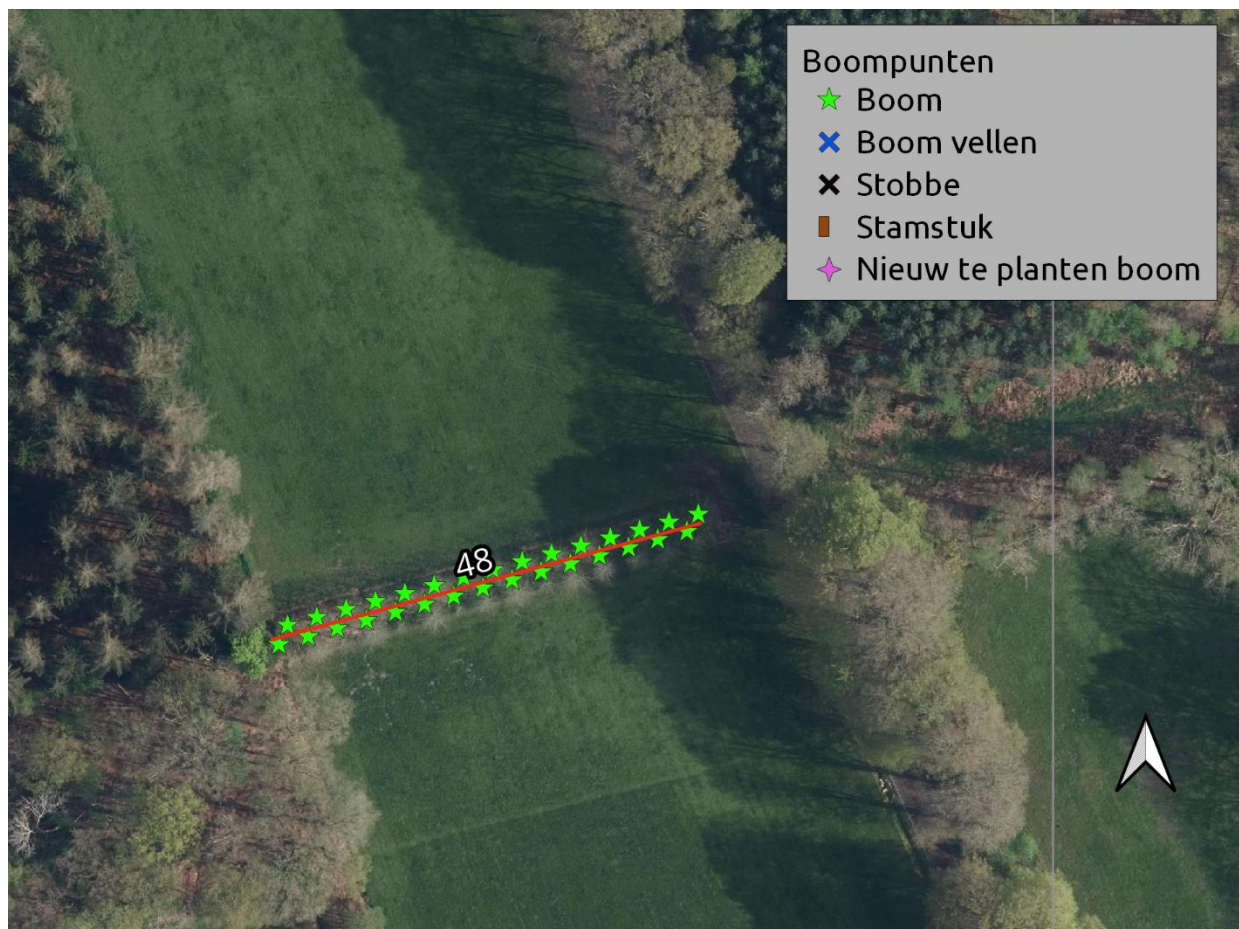 Boompunten
Boom
Boom vellen
Stobbe
Stamstuk
Nieuw te planten boom
48